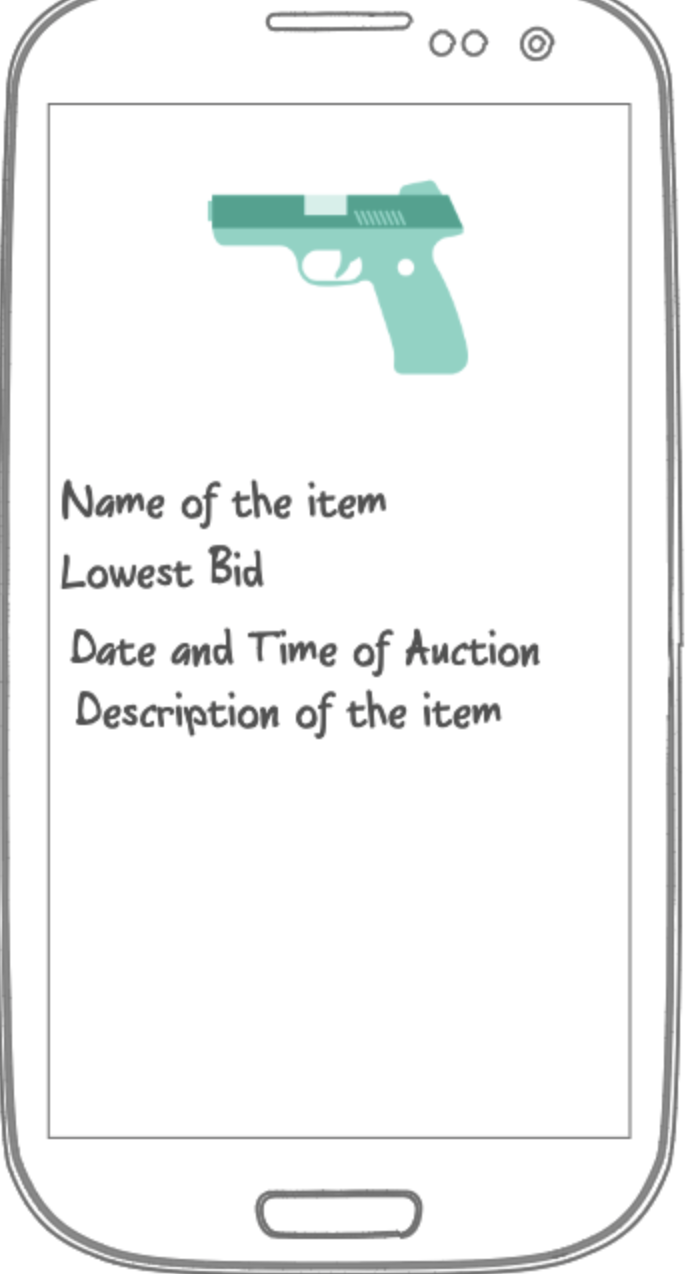 Name of the item
Lowest Bid
Date and Time of Auction
Description of the item